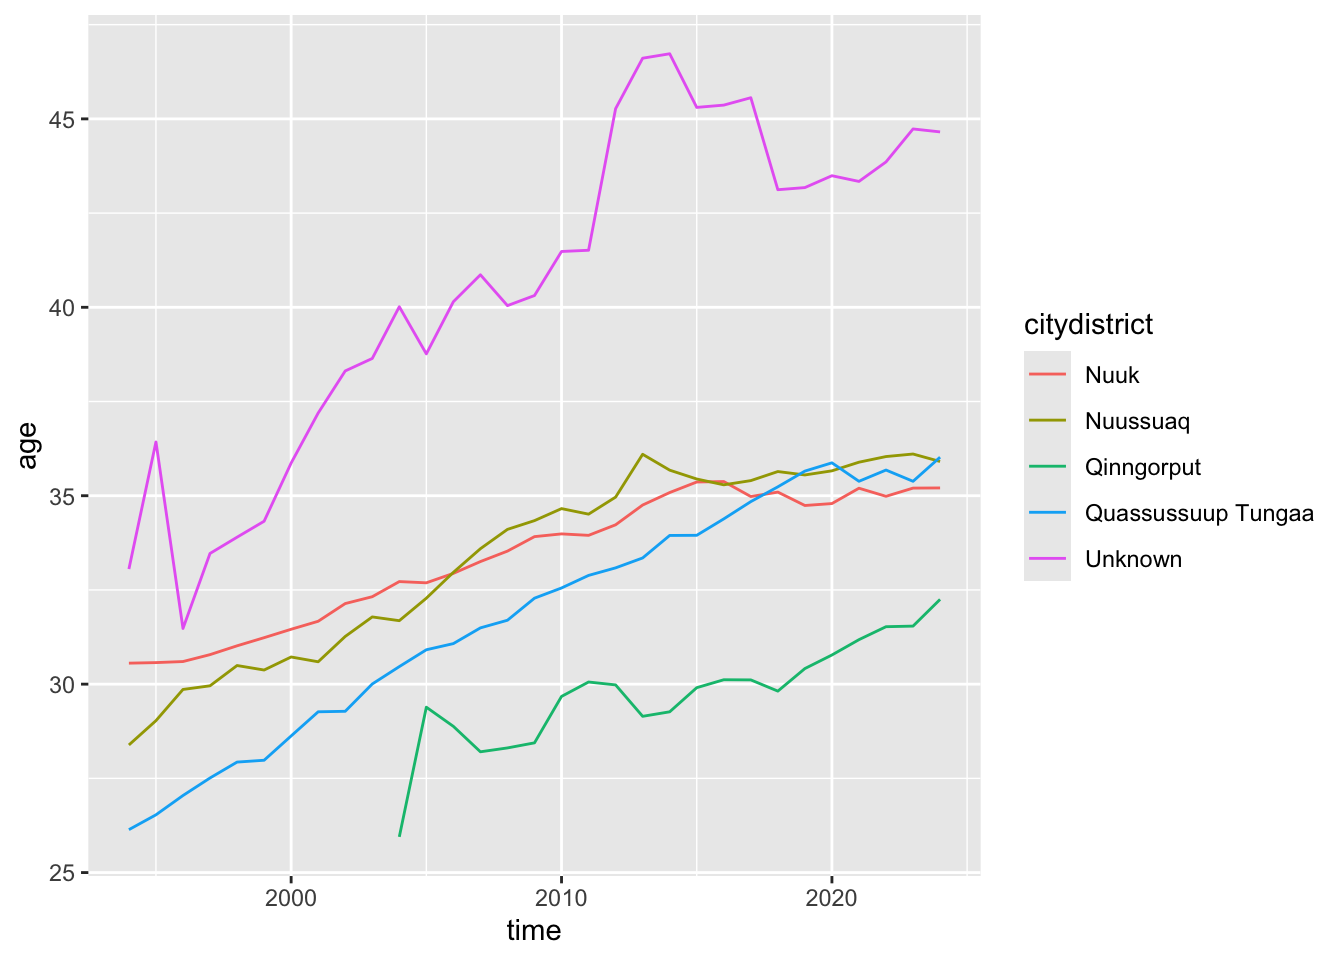 45
40
35
30
25
age
2000
2010
2020
time
citydistrict
Nuuk
Nuussuaq
Qinngorput
Quassussuup Tungaa
Unknown